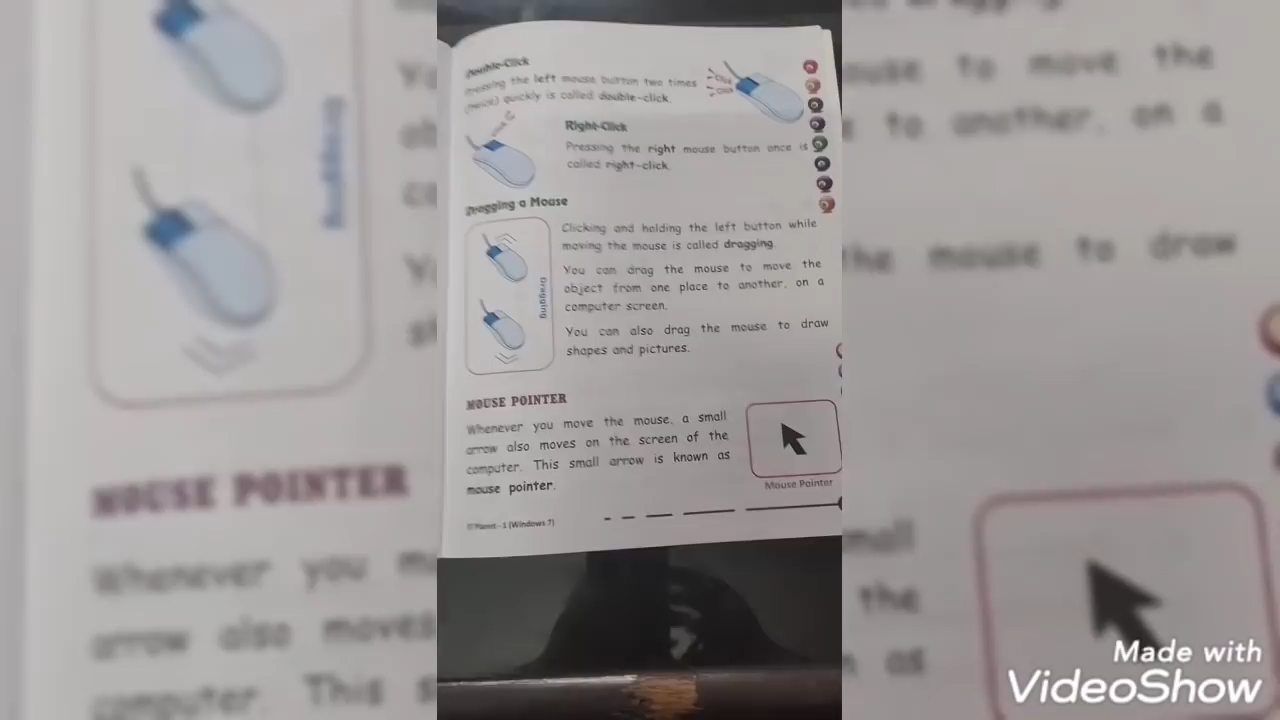 Double-Click
Pressing the left mouse button two times
(twice) quickly is called double-click.
Click
Click
Right-Click
Pressing the right mouse button once is
called right-click.
Dragging a Mouse
Clicking and holding the left button while
moving the mouse is called dragging.
You can drag the mouse to move the
object from one place to another, on a
computer screen.
You can also drag the mouse to draw
shapes and pictures.
Dragging
MOUSE POINTER
Whenever you move the mouse, a small
arrow also moves on the screen of the
computer. This small arrow is known as
mouse pointer.
Mouse Pointer
IT Planet - 1 (Windows 7)
Made with
VideoShow